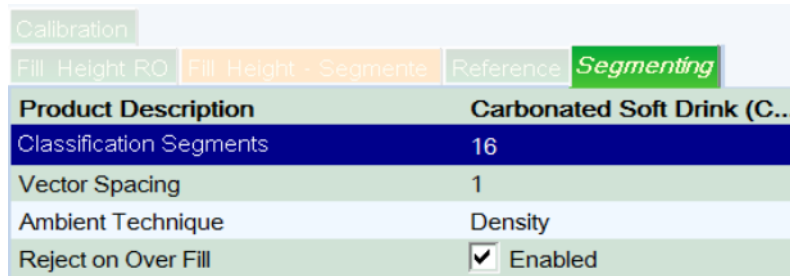 Calibration
Fill Height RO Fill Height - Segmente Reference Segmenting
Product Description Carbonated Soft Drink (C...
Classification Segments 16
Vector Spacing 1
Ambient Technique Density
Reject on Over Fill Enabled